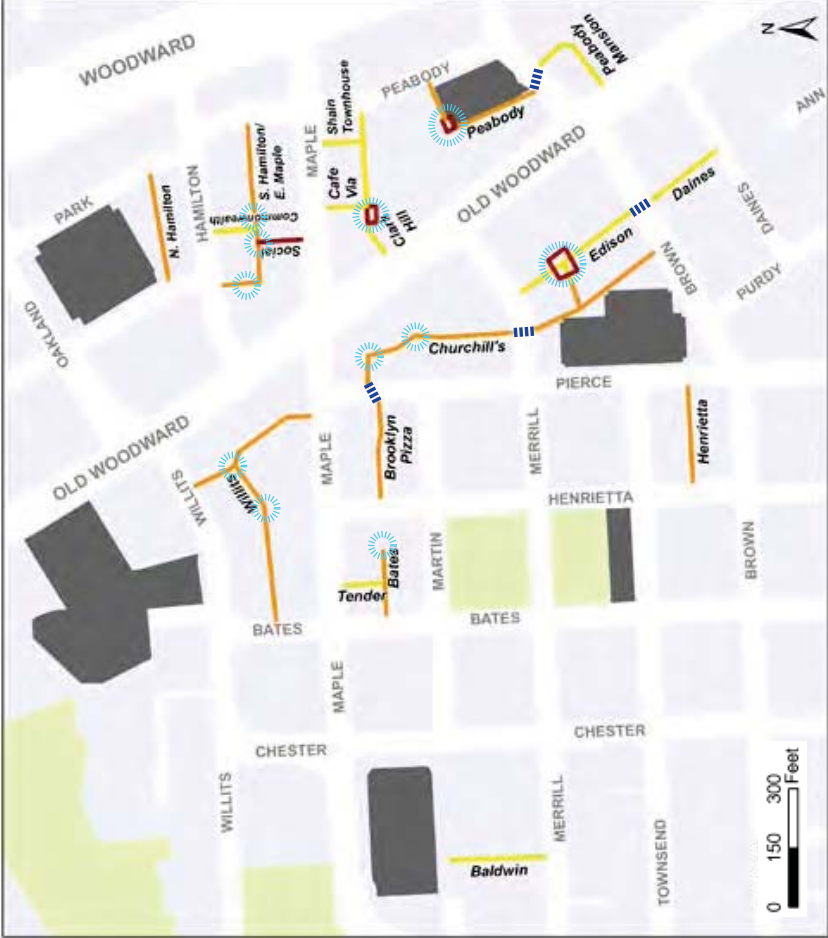 WOODWARD
N
Peabody
Mansion
PEABODY
Shain
Townhouse
MAPLE
S. Hamilton/
E. Maple
Peabody
ANN
PARK
N. Hamilton
HAMILTON
Commonwealth
Cafe
Via
OLD WOODWARD
Daines
DAINES
Social
Clark
Hill
Edison
BROWN
PURDY
OAKLAND
Churchill's
PIERCE
OLD WOODWARD
WILLITS
Willits
MAPLE
Brooklyn
Pizza
MERRILL
Henrietta
HENRIETTA
MARTIN
BROWN
Tender
Bates
BATES
BATES
MAPLE
CHESTER
CHESTER
WILLITS
MERRILL
Baldwin
TOWNSEND
0 150 300
Feet